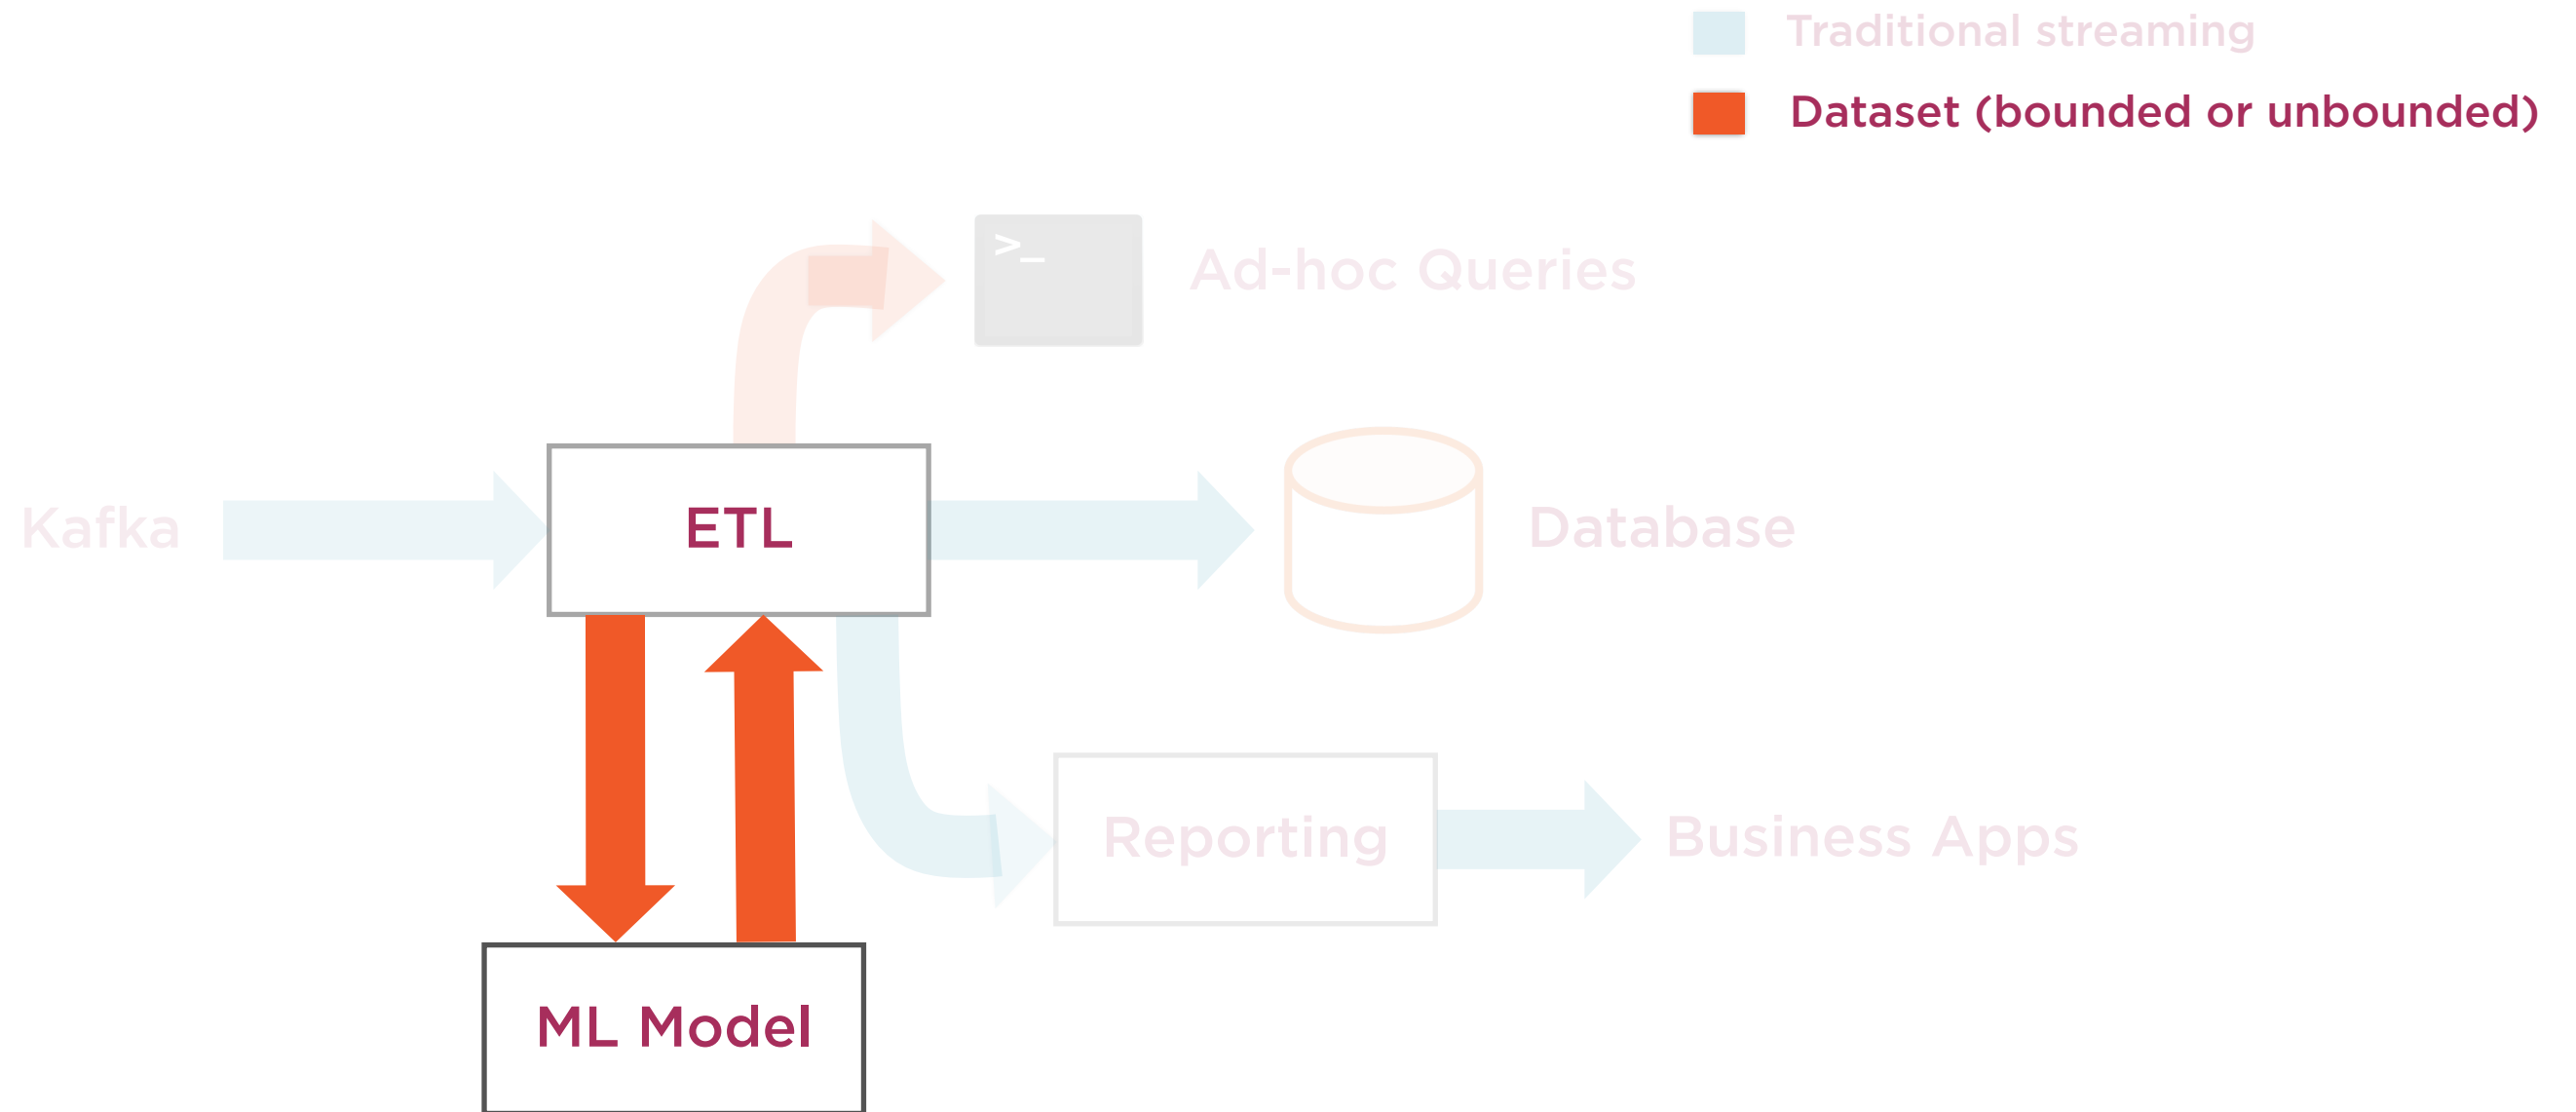 Traditional streaming
Dataset (bounded or unbounded)
>_
Ad-hoc Queries
Kafka
ETL
Database
Reporting
Business Apps
ML Model